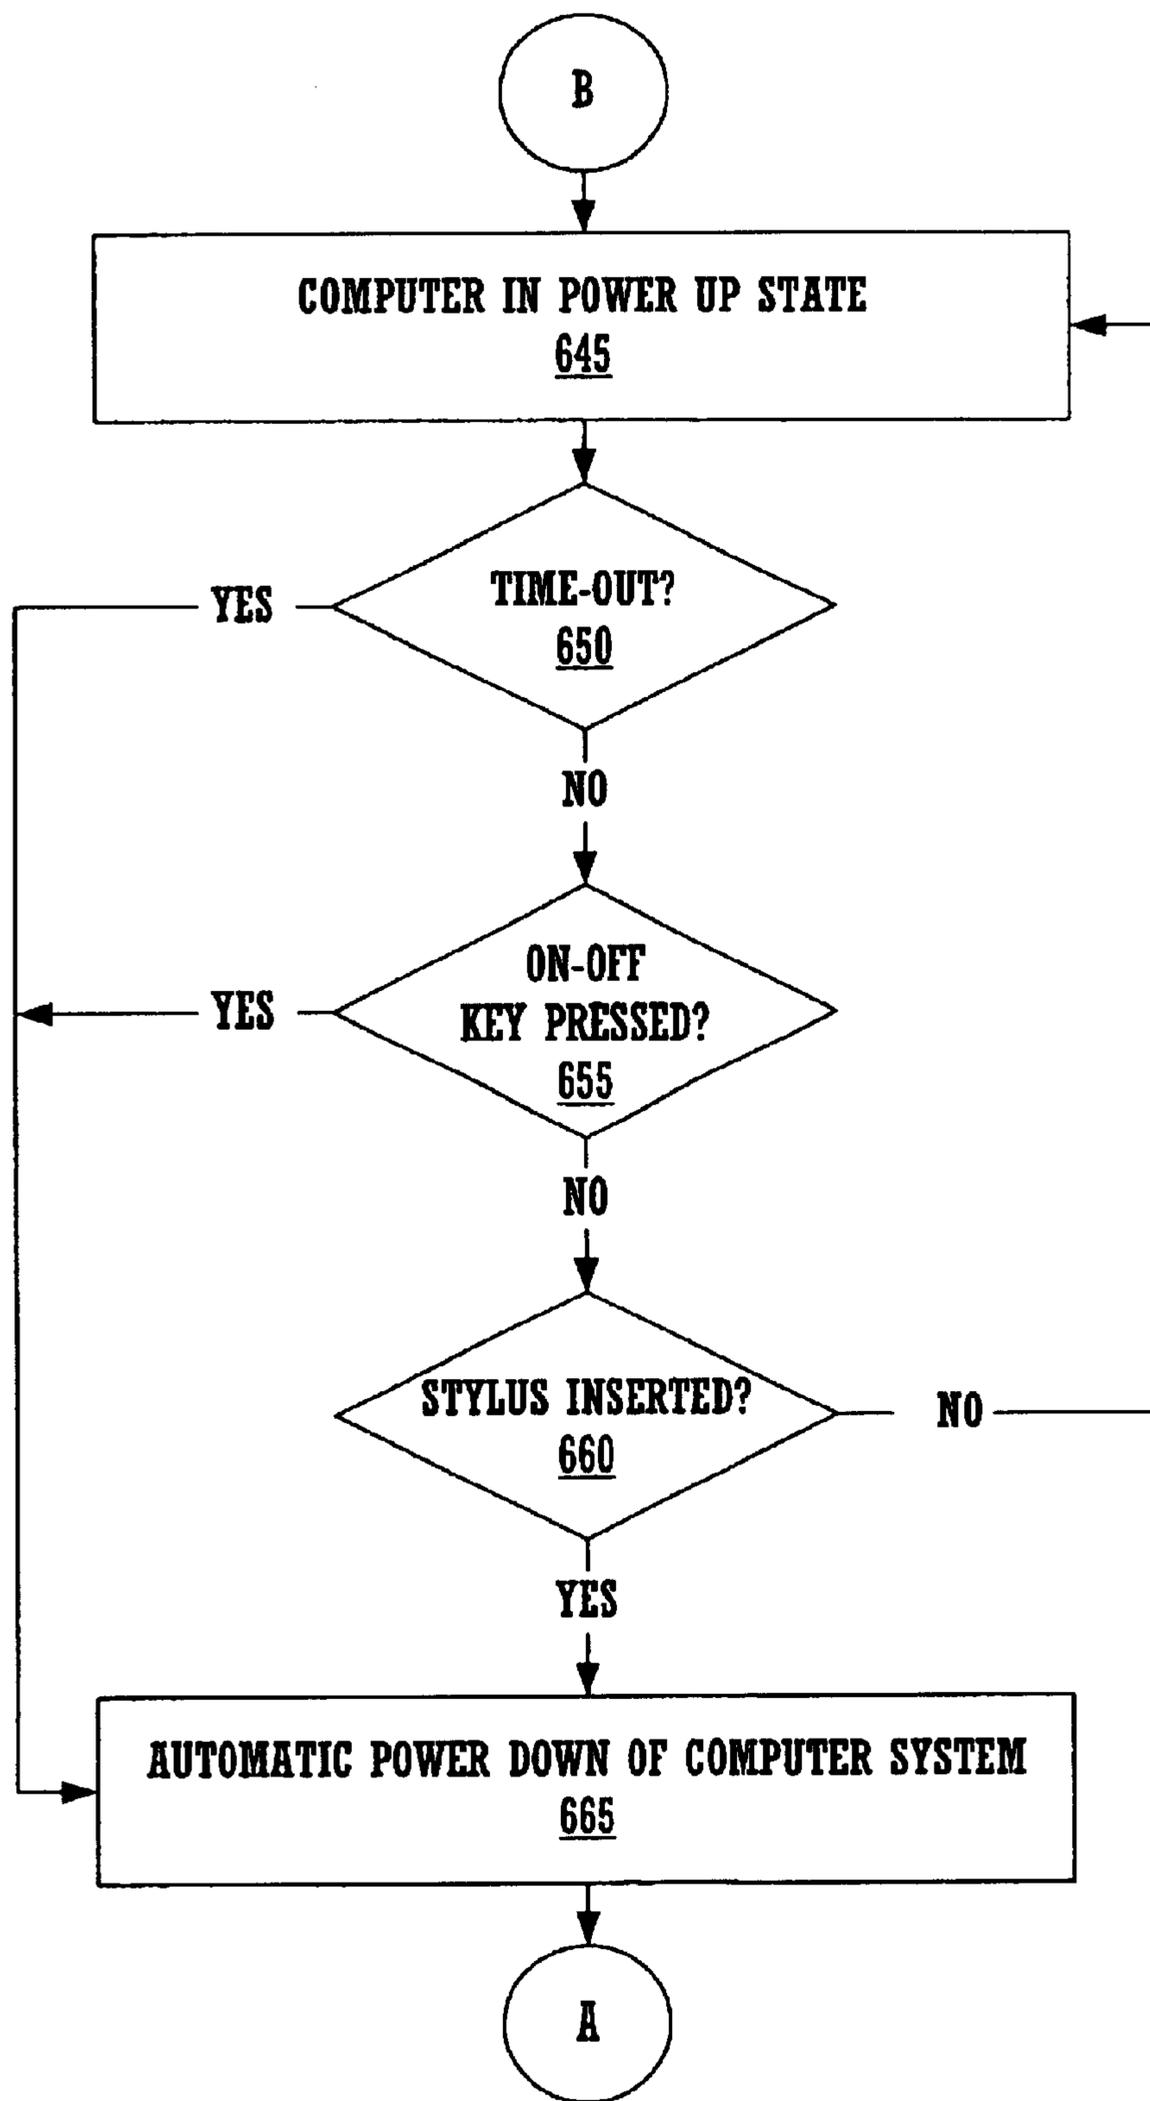 B
COMPUTER IN POWER UP STATE
645
TIME-OUT?
650
YES
NO
ON-OFF
KEY PRESSED?
655
YES
NO
STYLUS INSERTED?
660
NO
YES
AUTOMATIC POWER DOWN OF COMPUTER SYSTEM
665
A